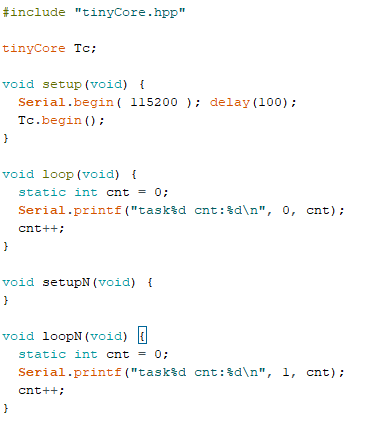 #include "tinyCore.hpp"
tinyCore Tc;
void setup(void) {
  Serial.begin( 115200 ); delay(100);
  Tc.begin();
}
void loop(void) {
  static int cnt = 0;
  Serial.printf("task%d cnt:%d\n", 0, cnt);
  cnt++;
}
void setupN(void) {
}
void loopN(void) {
  static int cnt = 0;
  Serial.printf("task%d cnt:%d\n", 1, cnt);
  cnt++;
}